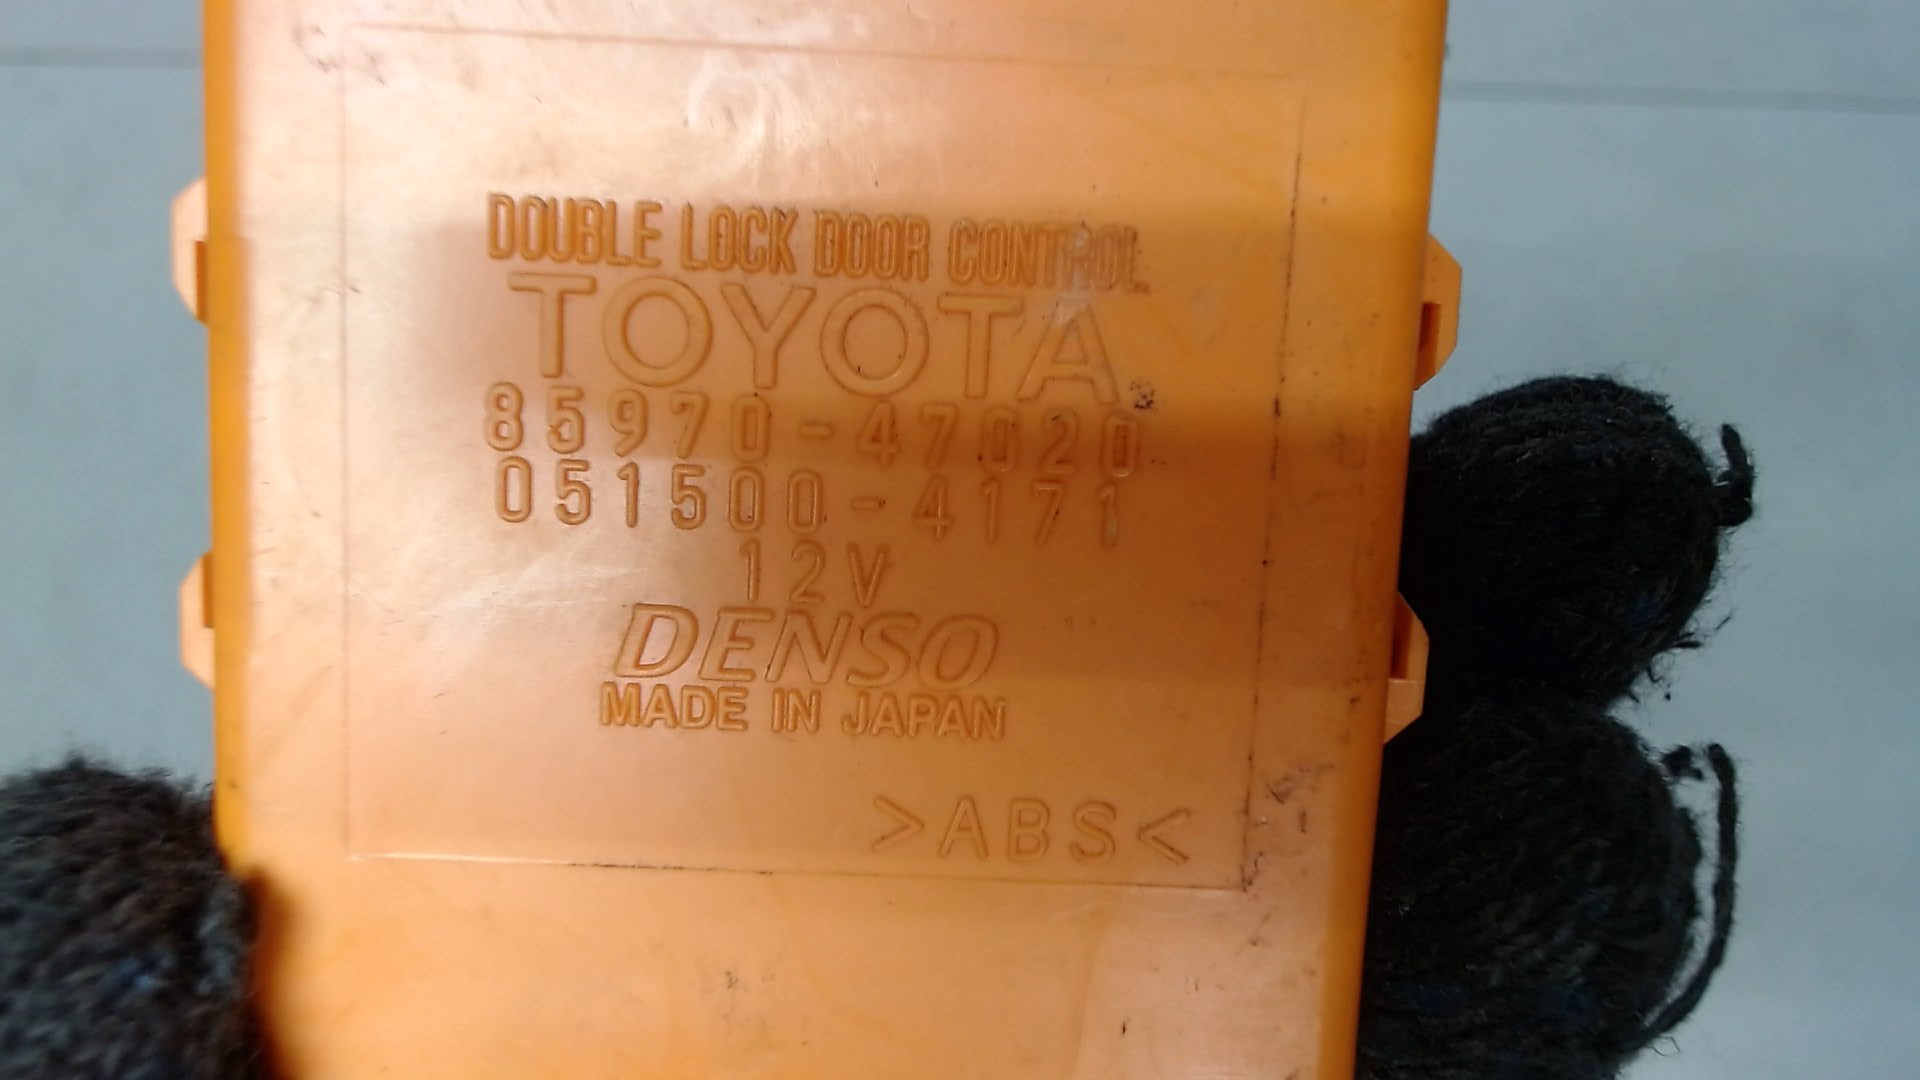 DOUBLE LOCK DOOR CONTROL
TOYOTA
85970-47020
051500-4171
12V
DENSO
MADE IN JAPAN
>ABS<